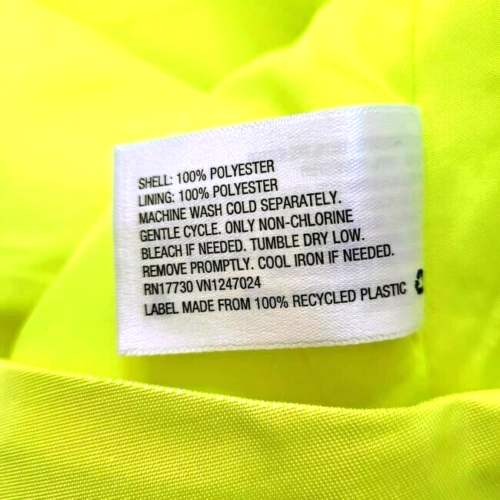 SHELL: 100% POLYESTER
LINING: 100% POLYESTER
MACHINE WASH COLD SEPARATELY.
GENTLE CYCLE. ONLY NON-CHLORINE
BLEACH IF NEEDED. TUMBLE DRY LOW.
REMOVE PROMPTLY. COOL IRON IF NEEDED.
RN17730 VN1247024
LABEL MADE FROM 100% RECYCLED PLASTIC